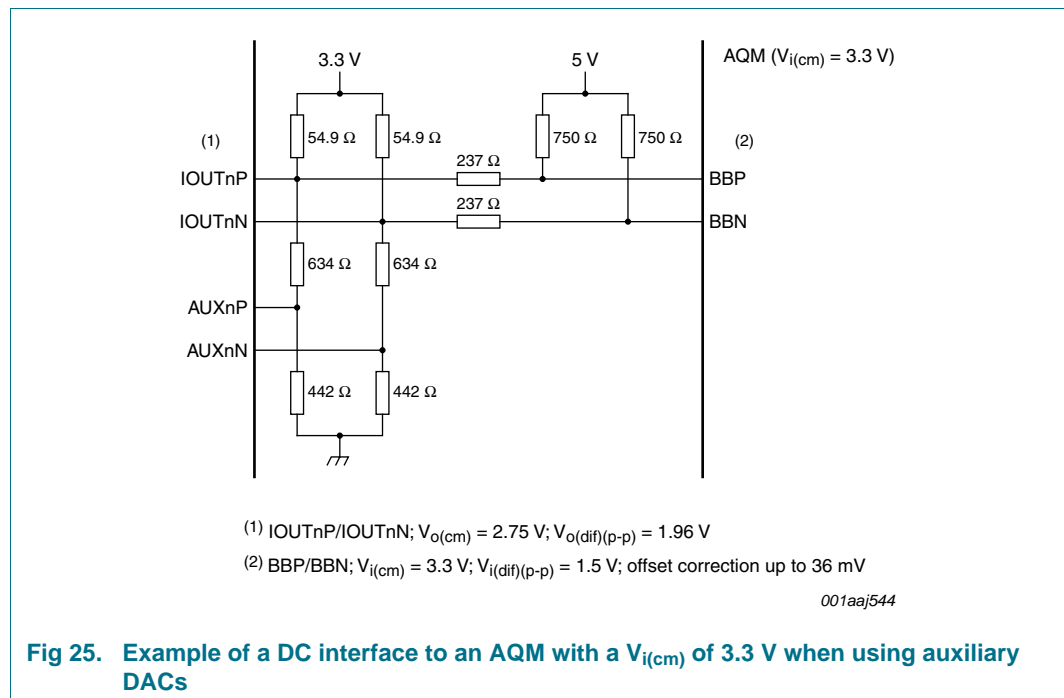 3.3 V
5 V
AQM (Vi(cm) = 3.3 V)
(1)
54.9 Ω
54.9 Ω
750 Ω
750 Ω
(2)
237 Ω
IOUTnP
BBP
237 Ω
IOUTnN
BBN
634 Ω
634 Ω
AUXnP
AUXnN
442 Ω
442 Ω
(1) IOUTnP/IOUTnN; Vo(cm) = 2.75 V; Vo(dif)(p-p) = 1.96 V
(2) BBP/BBN; Vi(cm) = 3.3 V; Vi(dif)(p-p) = 1.5 V; offset correction up to 36 mV
001aaj544
Fig 25. Example of a DC interface to an AQM with a Vi(cm) of 3.3 V when using auxiliary
DACs